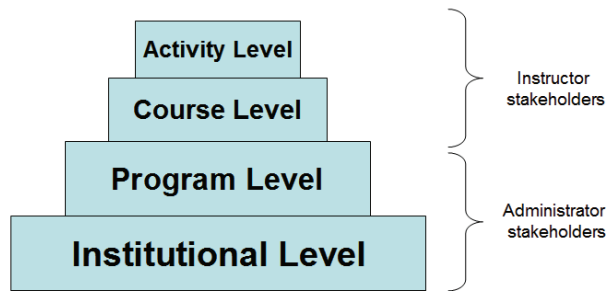 Activity Level
Course Level
Program Level
Institutional Level
Instructor
stakeholders
Administrator
stakeholders